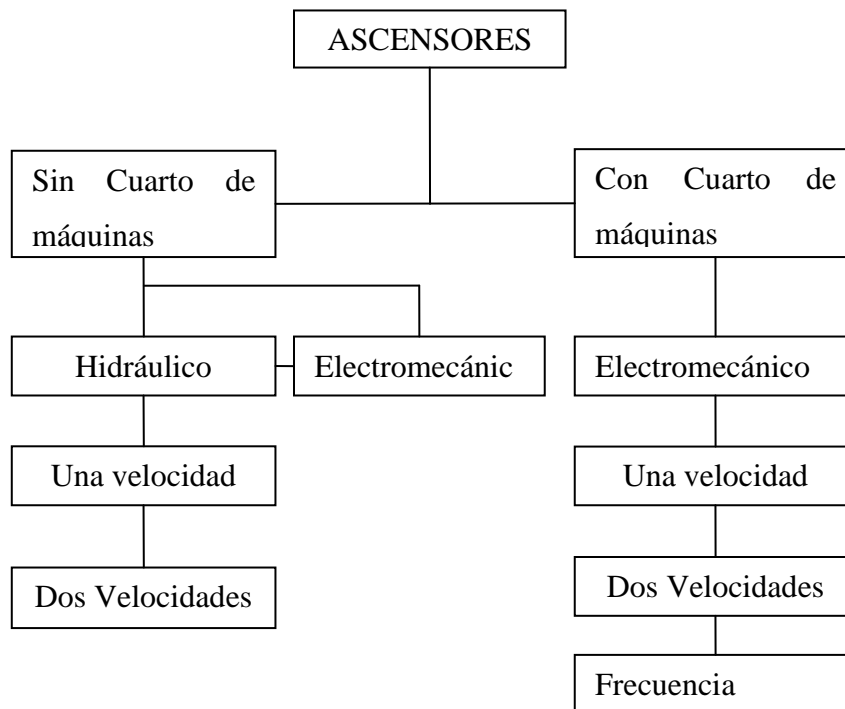 ASCENSORES
Sin Cuarto de
máquinas
Con Cuarto de
máquinas
Hidráulico
Electromecánic
Electromecánico
Una velocidad
Una velocidad
Dos Velocidades
Dos Velocidades
Frecuencia